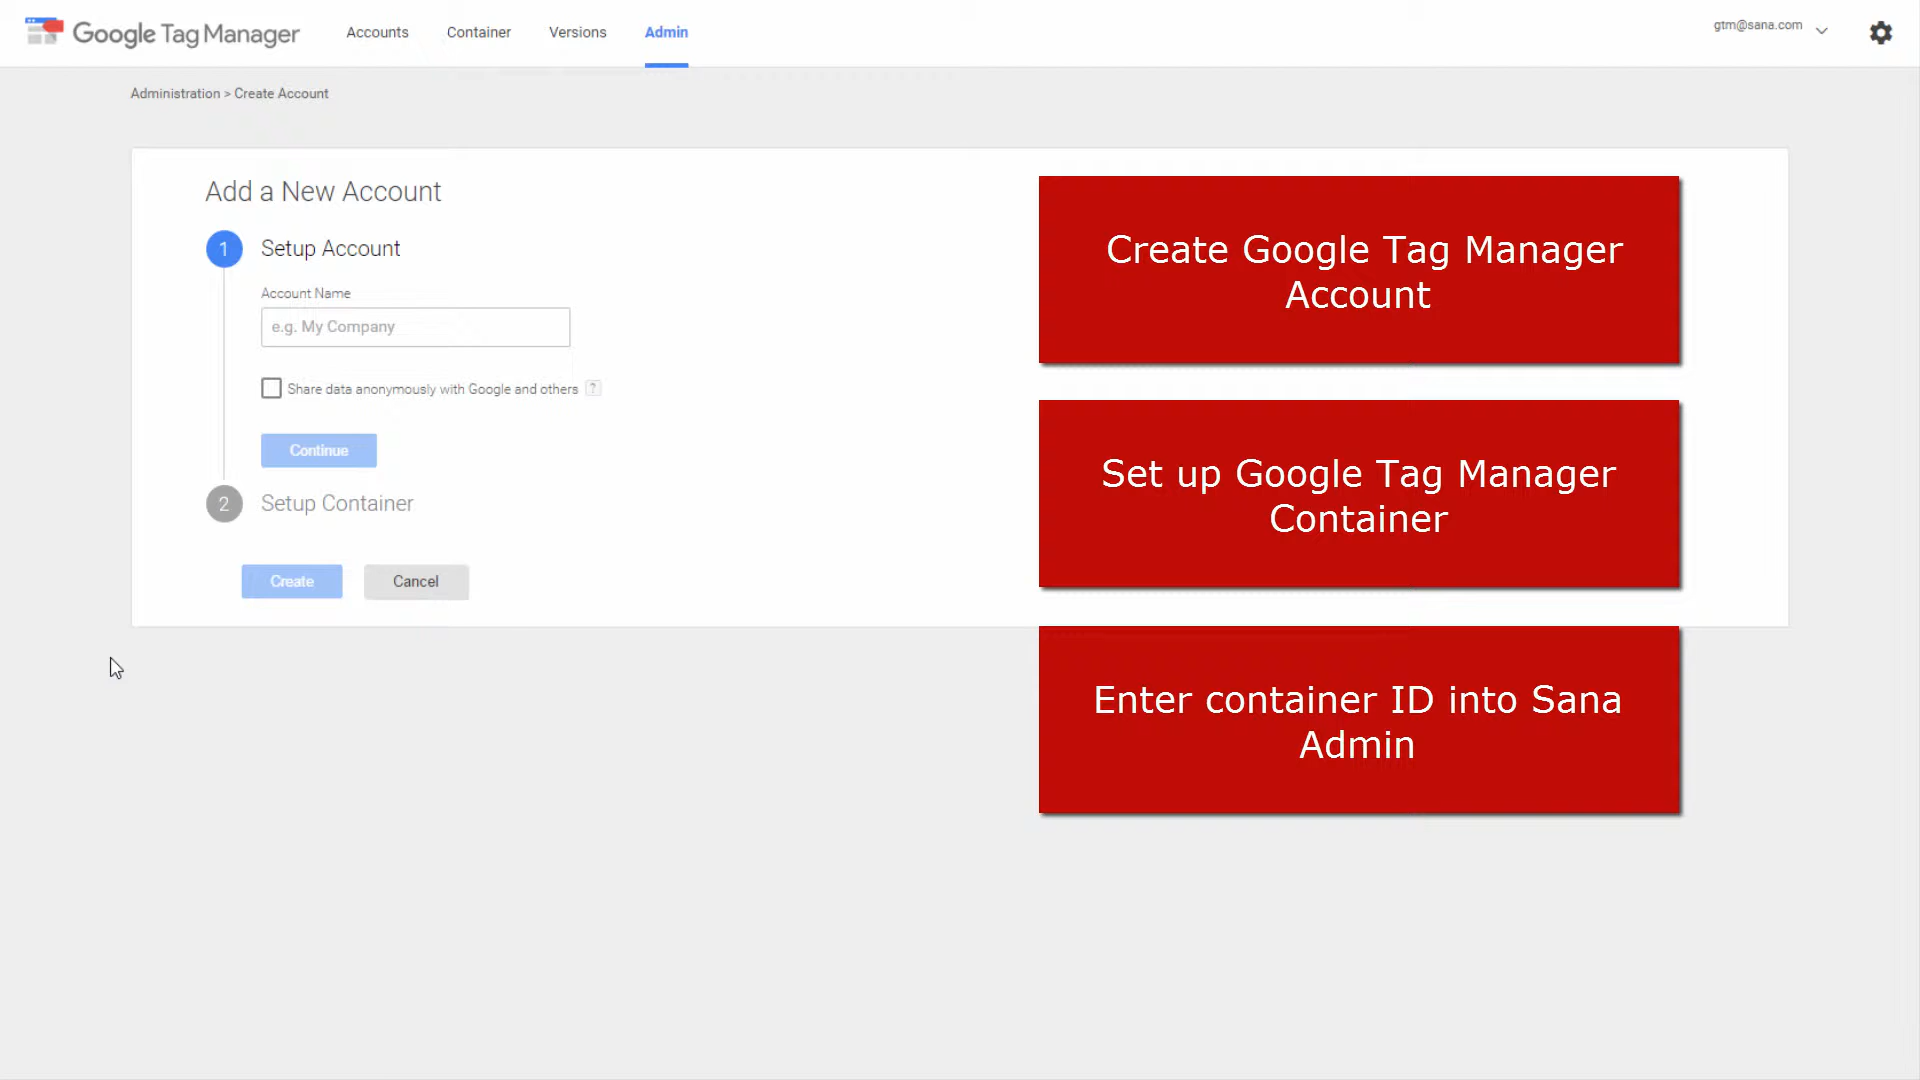 Google Tag Manager
Accounts
Container
Versions
Admin
gtm@sana.com
Administration > Create Account
Add a New Account
1
Setup Account
Account Name
e.g. My Company
Share data anonymously with Google and others ?
Continue
2
Setup Container
Create
Cancel
Create Google Tag Manager
Account
Set up Google Tag Manager
Container
Enter container ID into Sana
Admin